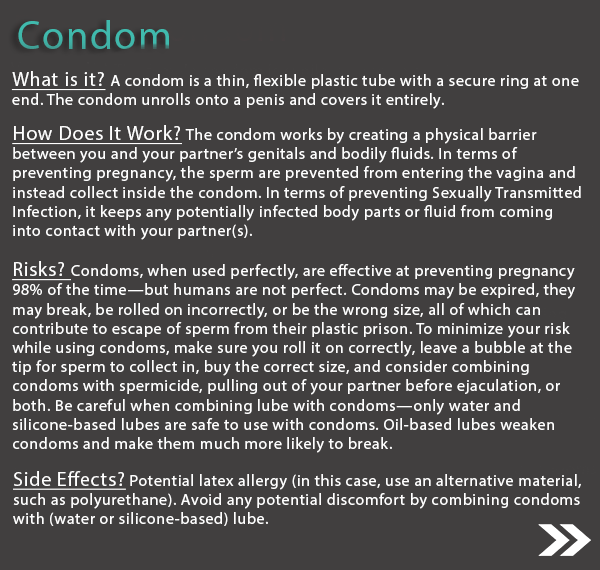 Condom
What is it? A condom is a thin, flexible plastic tube with a secure ring at one
end. The condom unrolls onto a penis and covers it entirely.
How Does It Work? The condom works by creating a physical barrier
between you and your partner’s genitals and bodily fluids. In terms of
preventing pregnancy, the sperm are prevented from entering the vagina and
instead collect inside the condom. In terms of preventing Sexually Transmitted
Infection, it keeps any potentially infected body parts or fluid from coming
into contact with your partner(s).
Risks? Condoms, when used perfectly, are effective at preventing pregnancy
98% of the time—but humans are not perfect. Condoms may be expired, they
may break, be rolled on incorrectly, or be the wrong size, all of which can
contribute to escape of sperm from their plastic prison. To minimize your risk
while using condoms, make sure you roll it on correctly, leave a bubble at the
tip for sperm to collect in, buy the correct size, and consider combining
condoms with spermicide, pulling out of your partner before ejaculation, or
both. Be careful when combining lube with condoms—only water and
silicone-based lubes are safe to use with condoms. Oil-based lubes weaken
condoms and make them much more likely to break.
Side Effects? Potential latex allergy (in this case, use an alternative material,
such as polyurethane). Avoid any potential discomfort by combining condoms
with (water or silicone-based) lube.